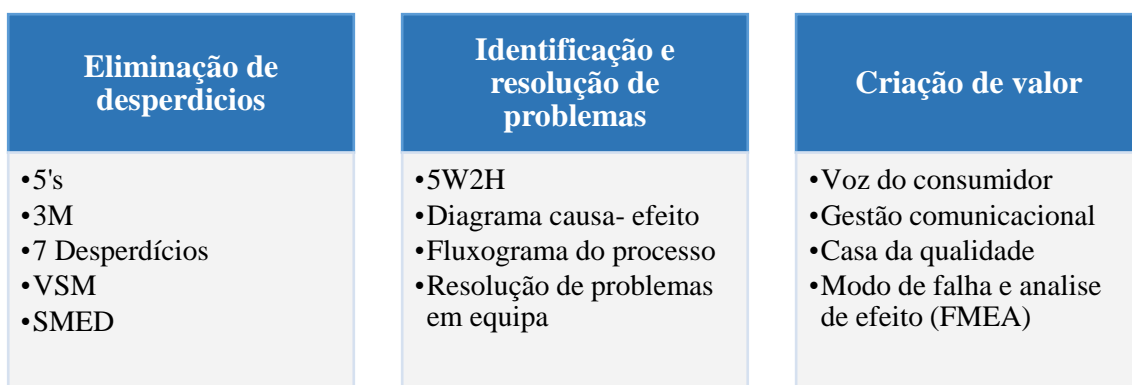 Eliminação de
desperdicios
•5's
•3M
•7 Desperdícios
•VSM
•SMED
Identificação e
resolução de
problemas
•5W2H
•Diagrama causa- efeito
•Fluxograma do processo
•Resolução de problemas
em equipa
Criação de valor
•Voz do consumidor
•Gestão comunicacional
•Casa da qualidade
•Modo de falha e analise
de efeito (FMEA)